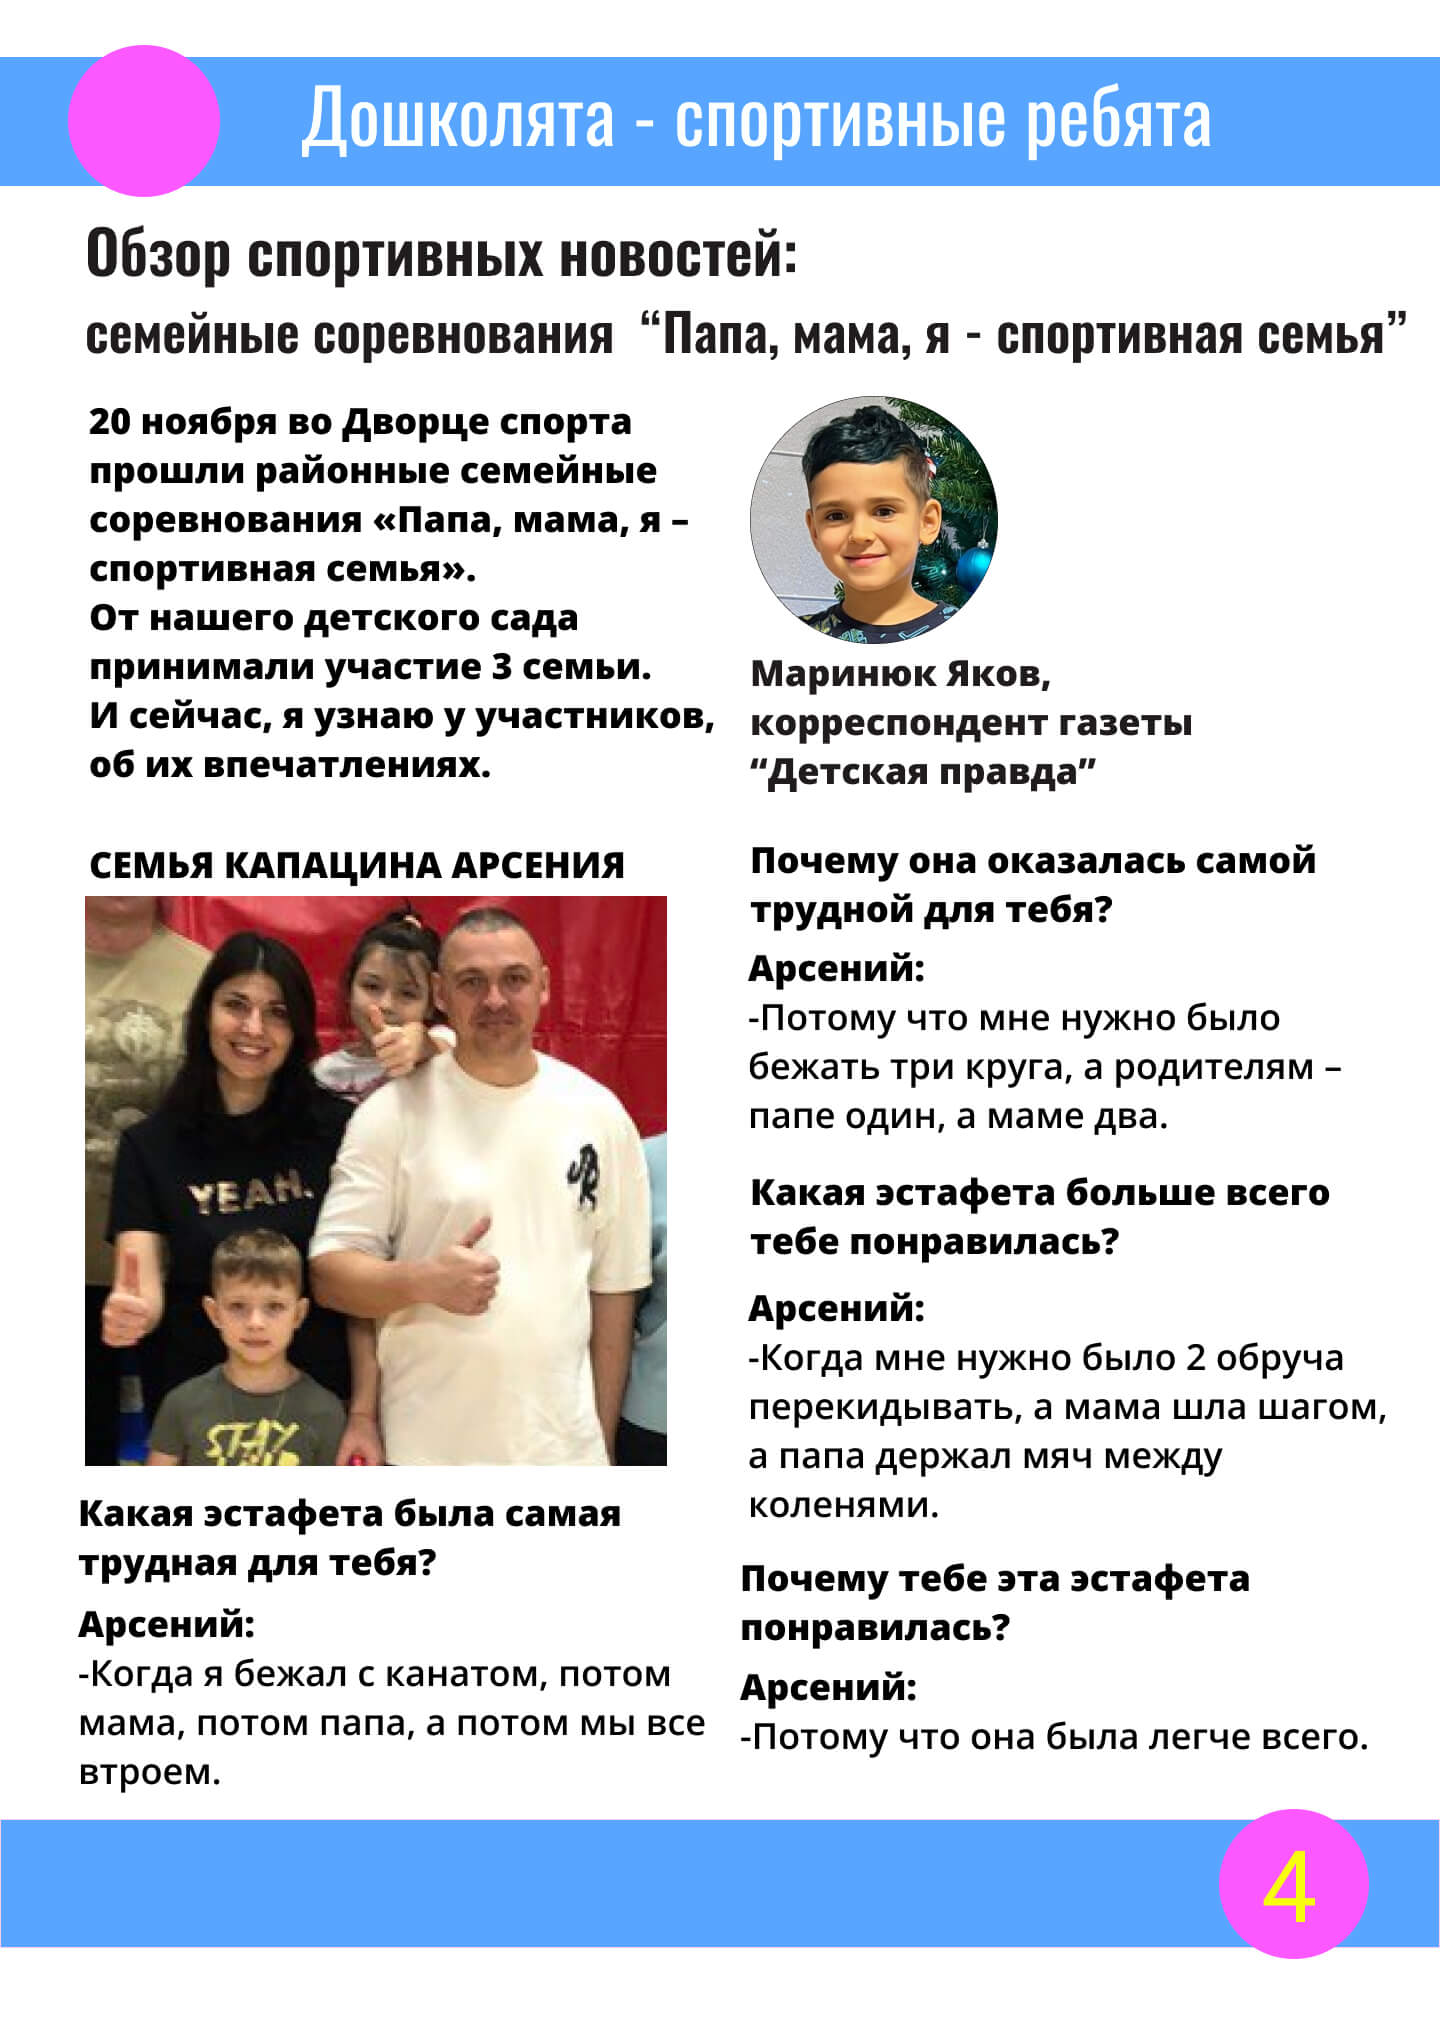 Дошколята - спортивные ребята
Обзор спортивных новостей:
семейные соревнования “Папа, мама, я - спортивная семья”
20 ноября во Дворце спорта
прошли районные семейные
соревнования «Папа, мама, я –
спортивная семья».
От нашего детского сада
принимали участие 3 семьи.
И сейчас, я узнаю у участников,
об их впечатлениях.
Маринюк Яков,
корреспондент газеты
“Детская правда”
СЕМЬЯ КАПАЦИНА АРСЕНИЯ
YEAH.
STAY
Какая эстафета была самая
трудная для тебя?
Арсений:
-Когда я бежал с канатом, потом
мама, потом папа, а потом мы все
втроем.
Почему она оказалась самой
трудной для тебя?
Арсений:
-Потому что мне нужно было
бежать три круга, а родителям –
папе один, а маме два.
Какая эстафета больше всего
тебе понравилась?
Арсений:
-Когда мне нужно было 2 обруча
перекидывать, а мама шла шагом,
а папа держал мяч между
коленями.
Почему тебе эта эстафета
понравилась?
Арсений:
-Потому что она была легче всего.
4